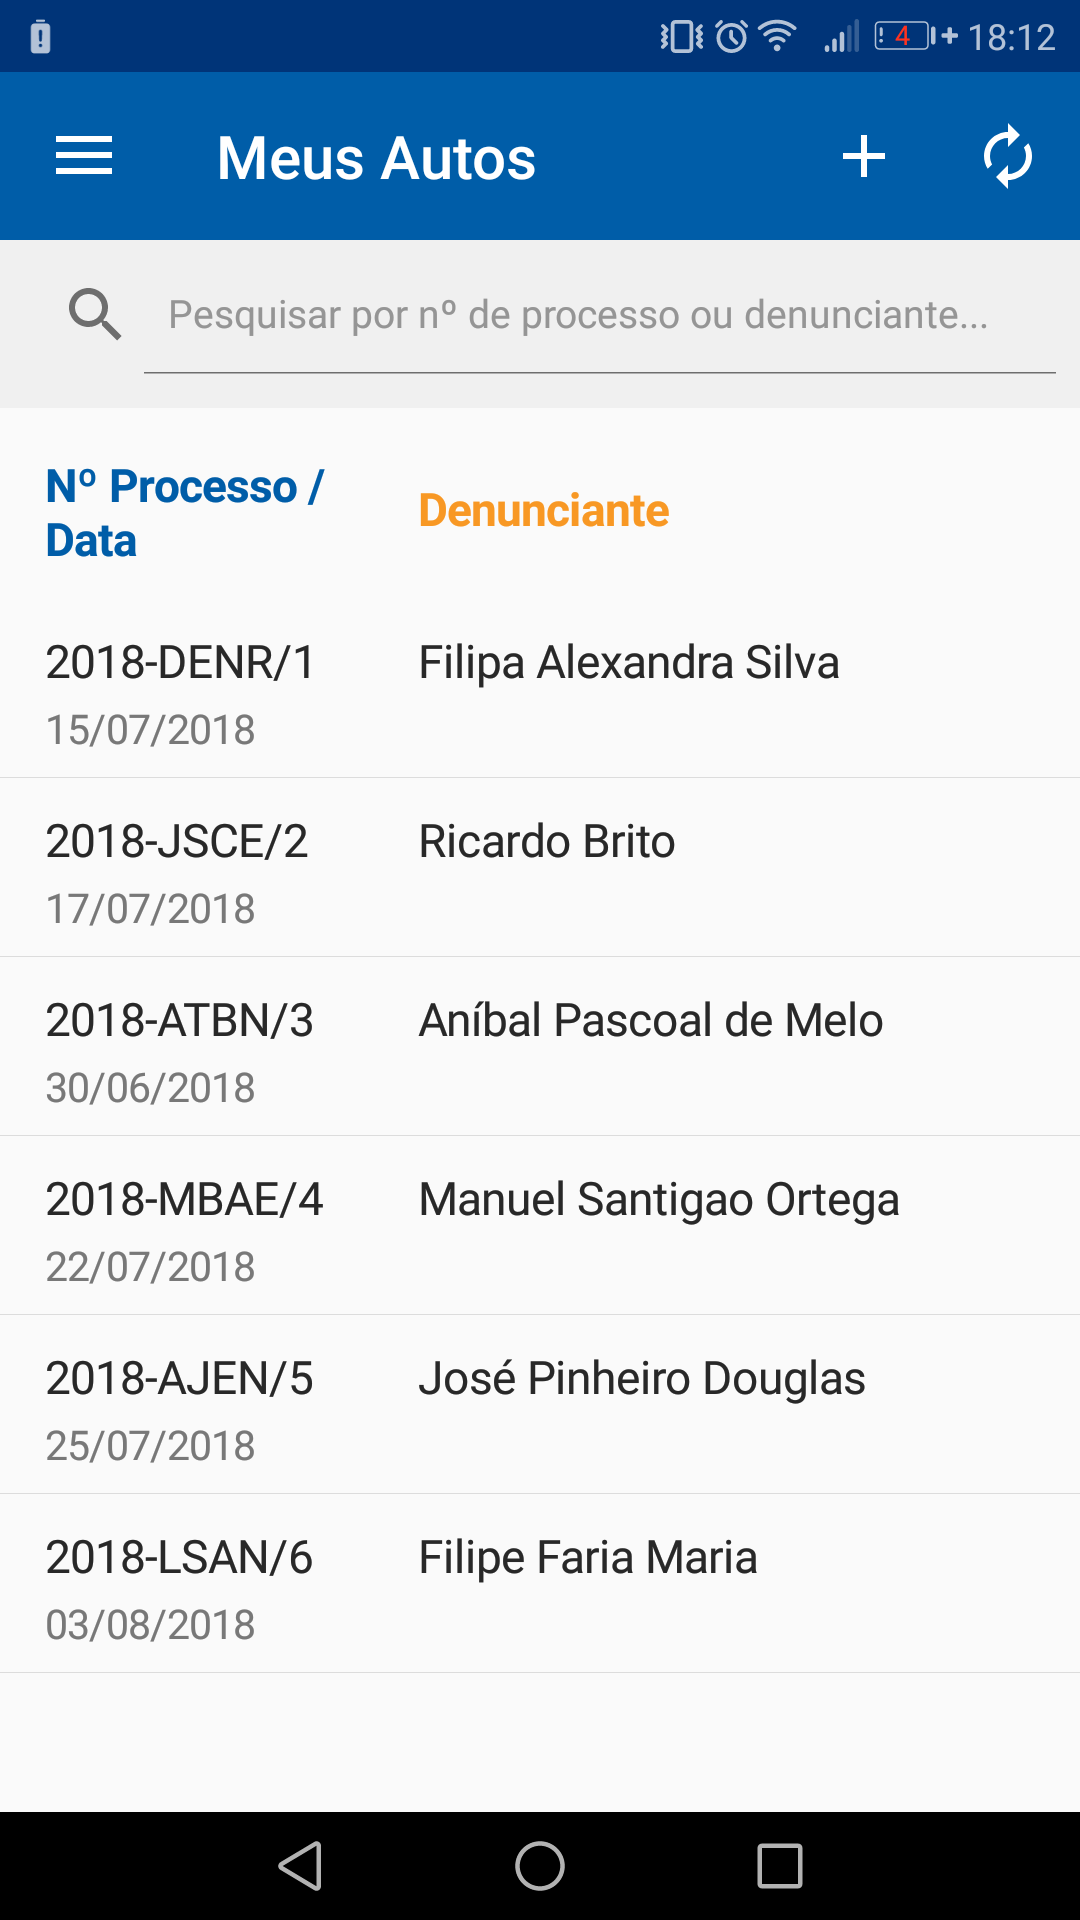 4 18:12
Meus Autos
Pesquisar por nº de processo ou denunciante...
Nº Processo /
Data
Denunciante
2018-DENR/1 Filipa Alexandra Silva
15/07/2018
2018-JSCE/2 Ricardo Brito
17/07/2018
2018-ATBN/3 Aníbal Pascoal de Melo
30/06/2018
2018-MBAE/4 Manuel Santigao Ortega
22/07/2018
2018-AJEN/5 José Pinheiro Douglas
25/07/2018
2018-LSAN/6 Filipe Faria Maria
03/08/2018